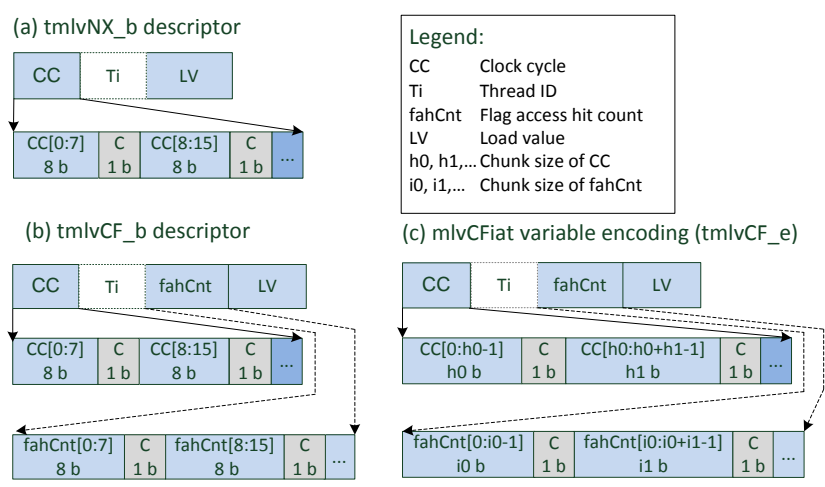 (a) tmlvNX_b descriptor
CC Ti LV
CC[0:7] C CC[8:15] C ...
8 b 1 b 8 b 1 b
Legend:
CC Clock cycle
Ti Thread ID
fahCnt Flag access hit count
LV Load value
h0, h1,... Chunk size of CC
i0, i1,... Chunk size of fahCnt
(b) tmlvCF_b descriptor
CC Ti fahCnt LV
CC[0:7] C CC[8:15] C ...
8 b 1 b 8 b 1 b
fahCnt[0:7] C fahCnt[8:15] C ...
8 b 1 b 8 b 1 b
(c) mlvCFiat variable encoding (tmlvCF_e)
CC Ti fahCnt LV
CC[0:h0-1] C CC[h0:h0+h1-1] C ...
h0 b 1 b h1 b 1 b
fahCnt[0:i0-1] C fahCnt[i0:i0+i1-1] C ...
i0 b 1 b i1 b 1 b